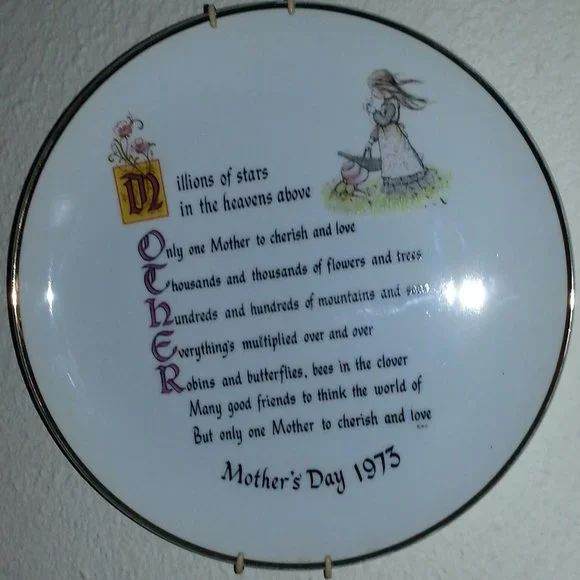 Millions of stars
in the heavens above
Only one Mother to cherish and love
Thousands and thousands of flowers and trees
Hundreds and hundreds of mountains and seas
Everything's multiplied over and over
Robins and butterflies, bees in the clover
Many good friends to think the world of
But only one Mother to cherish and love
Mother's Day 1973